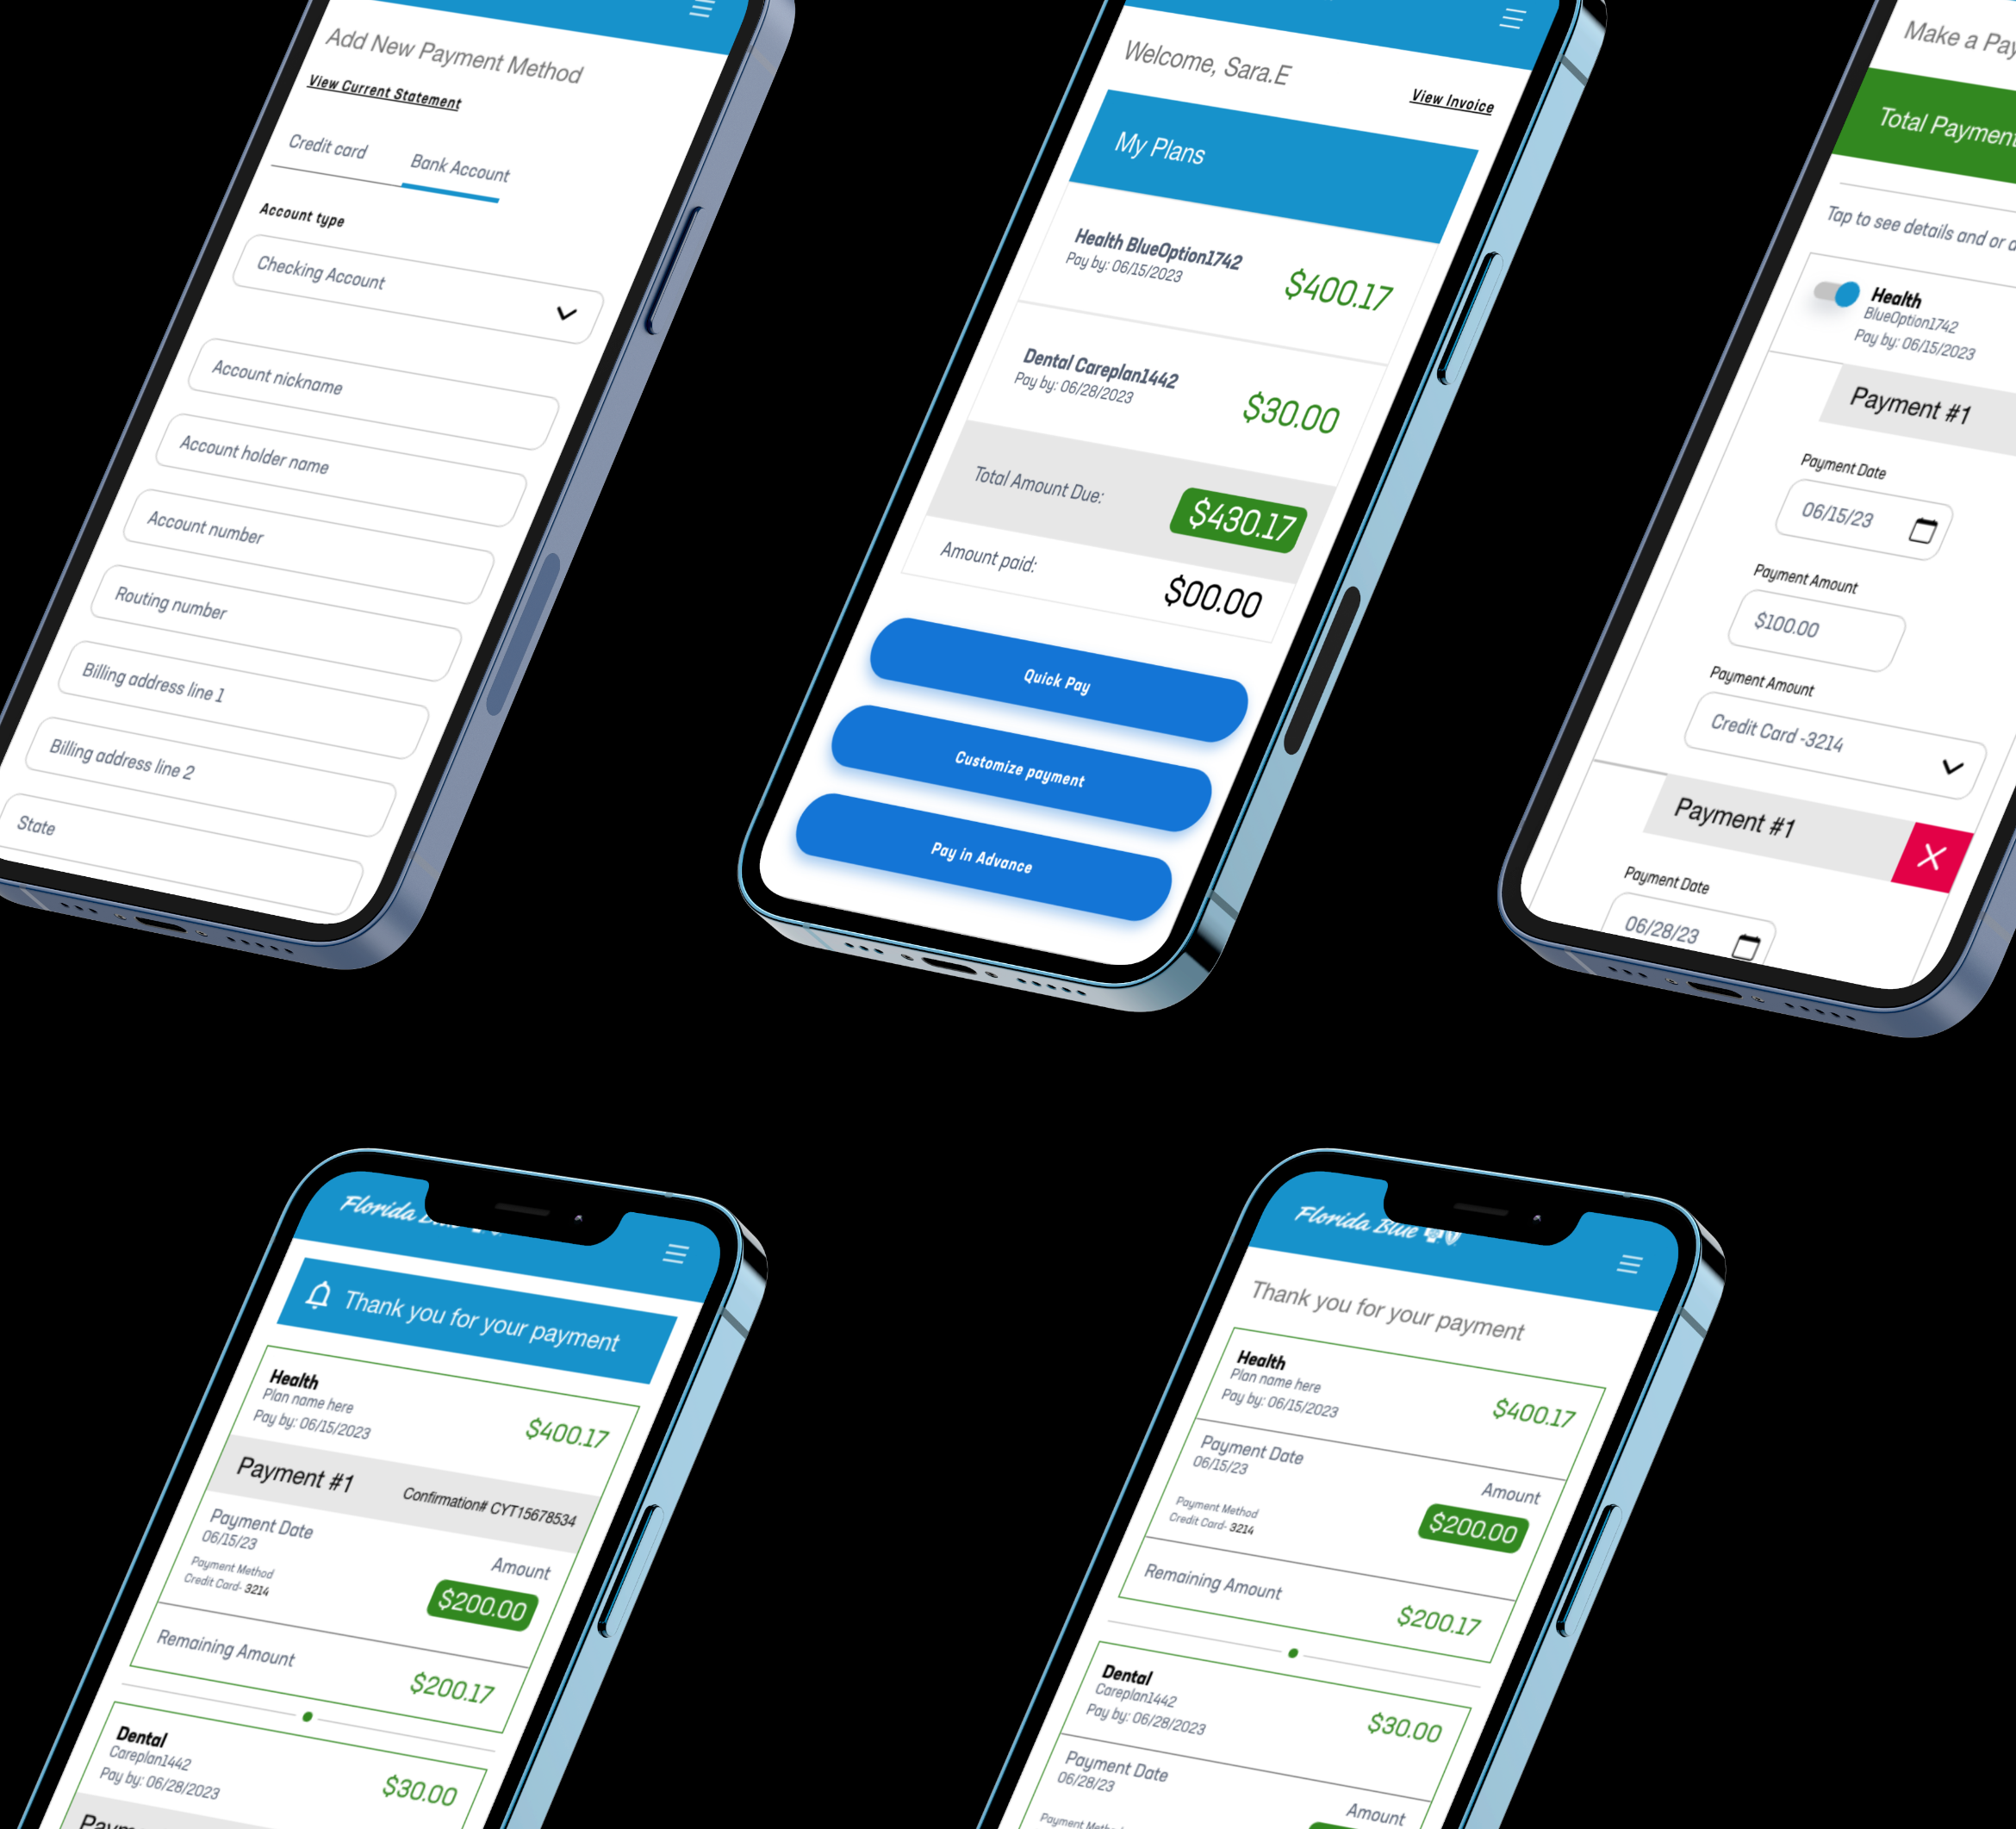 Add New Payment Method
View Current Statement
Credit card
Bank Account
Account type
Checking Account
Account nickname
Account holder name
Account number
Routing number
Billing address line 1
Billing address line 2
State
Welcome, Sara.E
View Invoice
My Plans
Health BlueOption1742
Pay by: 06/15/2023
$400.17
Dental Careplan1442
Pay by: 06/28/2023
$30.00
Total Amount Due:
$430.17
Amount paid:
$00.00
Quick Pay
Customize payment
Pay in Advance
Make a
Total Payment
Tap to see details and or
Health
BlueOption1742
Pay by: 06/15/2023
Payment #1
Payment Date
06/15/23
Payment Amount
$100.00
Payment Amount
Credit Card -3214
Payment #1
Payment Date
06/28/23
Florida
Thank you for your payment
Health
Plan name here
Pay by: 06/15/2023
$400.17
Payment #1
Confirmation# CYT15678534
Payment Date
06/15/23
Payment Method
Credit Card- 3214
Amount
$200.00
Remaining Amount
$200.17
Dental
Careplan1442
Pay by: 06/28/2023
$30.00
Florida Blue
Thank you for your payment
Health
Plan name here
Pay by: 06/15/2023
$400.17
Payment Date
06/15/23
Payment Method
Credit Card- 3214
Amount
$200.00
Remaining Amount
$200.17
Dental
Careplan1442
Pay by: 06/28/2023
$30.00
Payment Date
06/28/23
Amount
Payment